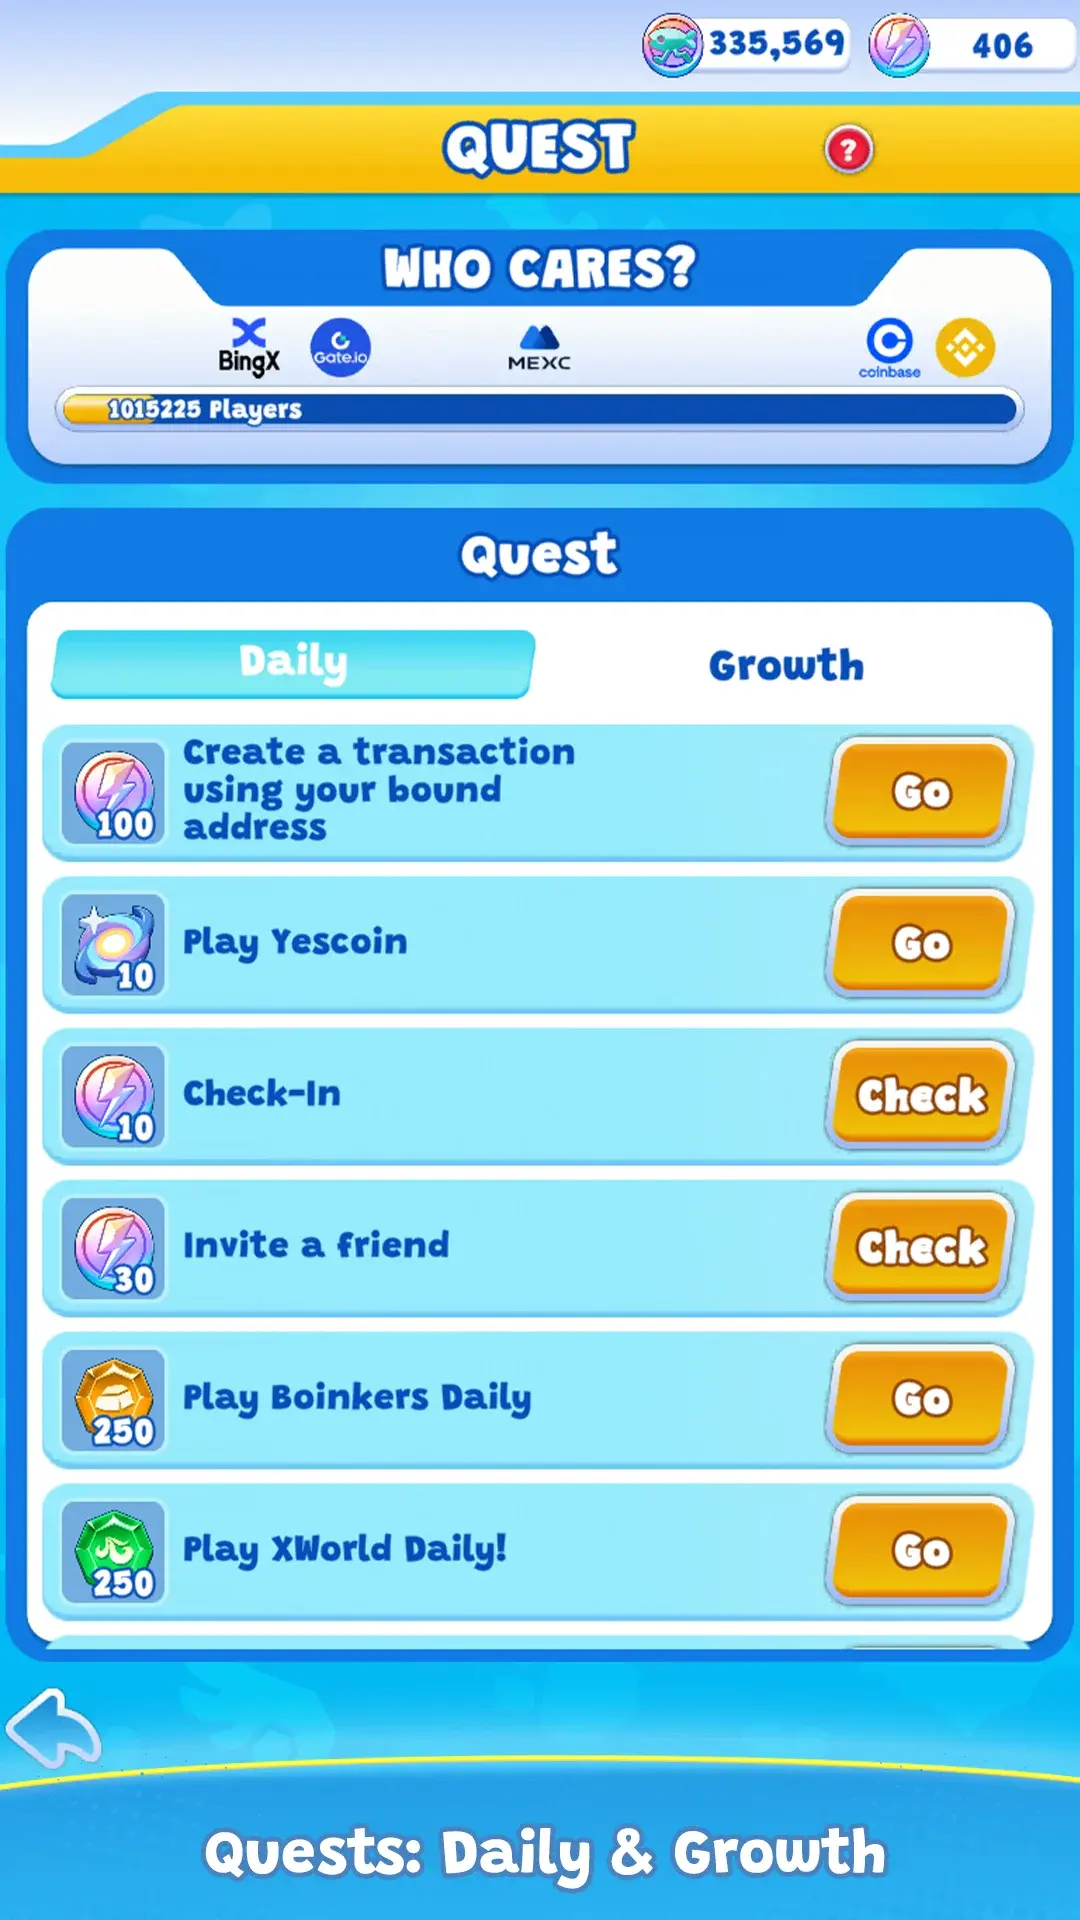 335,569
406
QUEST
?
WHO CARES?
BingX
Gate.io
MEXC
coinbase
1015225 Players
Quest
Daily
Growth
100
Create a transaction
using your bound
address
Go
10
Play Yescoin
Go
10
Check-In
Check
30
Invite a friend
Check
250
Play Boinkers Daily
Go
250
Play XWorld Daily!
Go
Quests: Daily & Growth